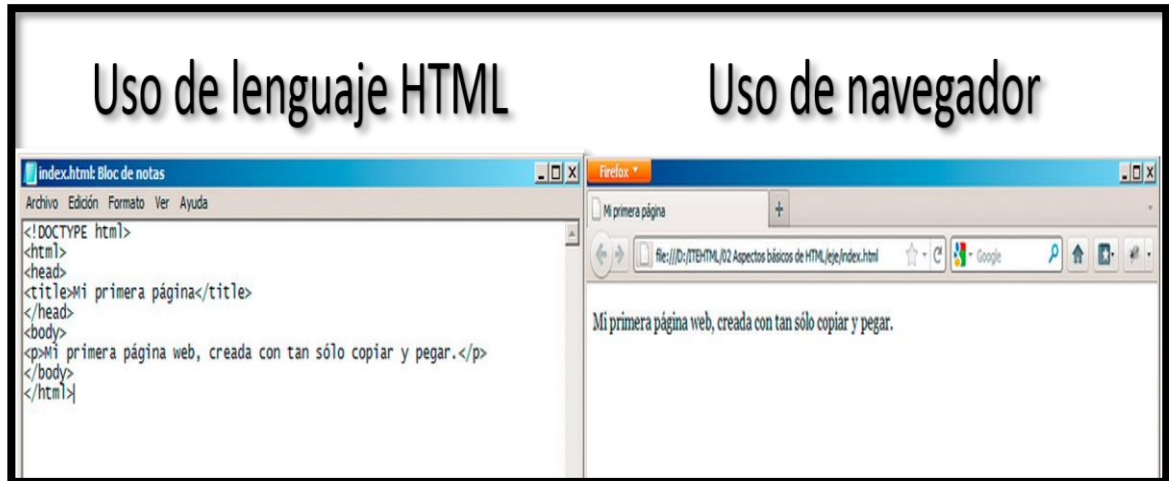 Uso de lenguaje HTML
Uso de navegador
index.html: Bloc de notas
Archivo Edición Formato Ver Ayuda
<!DOCTYPE html>
<html>
<head>
<title>Mi primera página</title>
</head>
<body>
<p>Mi primera página web, creada con tan sólo copiar y pegar.</p>
</body>
</html>
Firefox
Mi primera página
file:///D:/ITEHTML/02 Aspectos básicos de HTML/eje/index.html
Google
Mi primera página web, creada con tan sólo copiar y pegar.